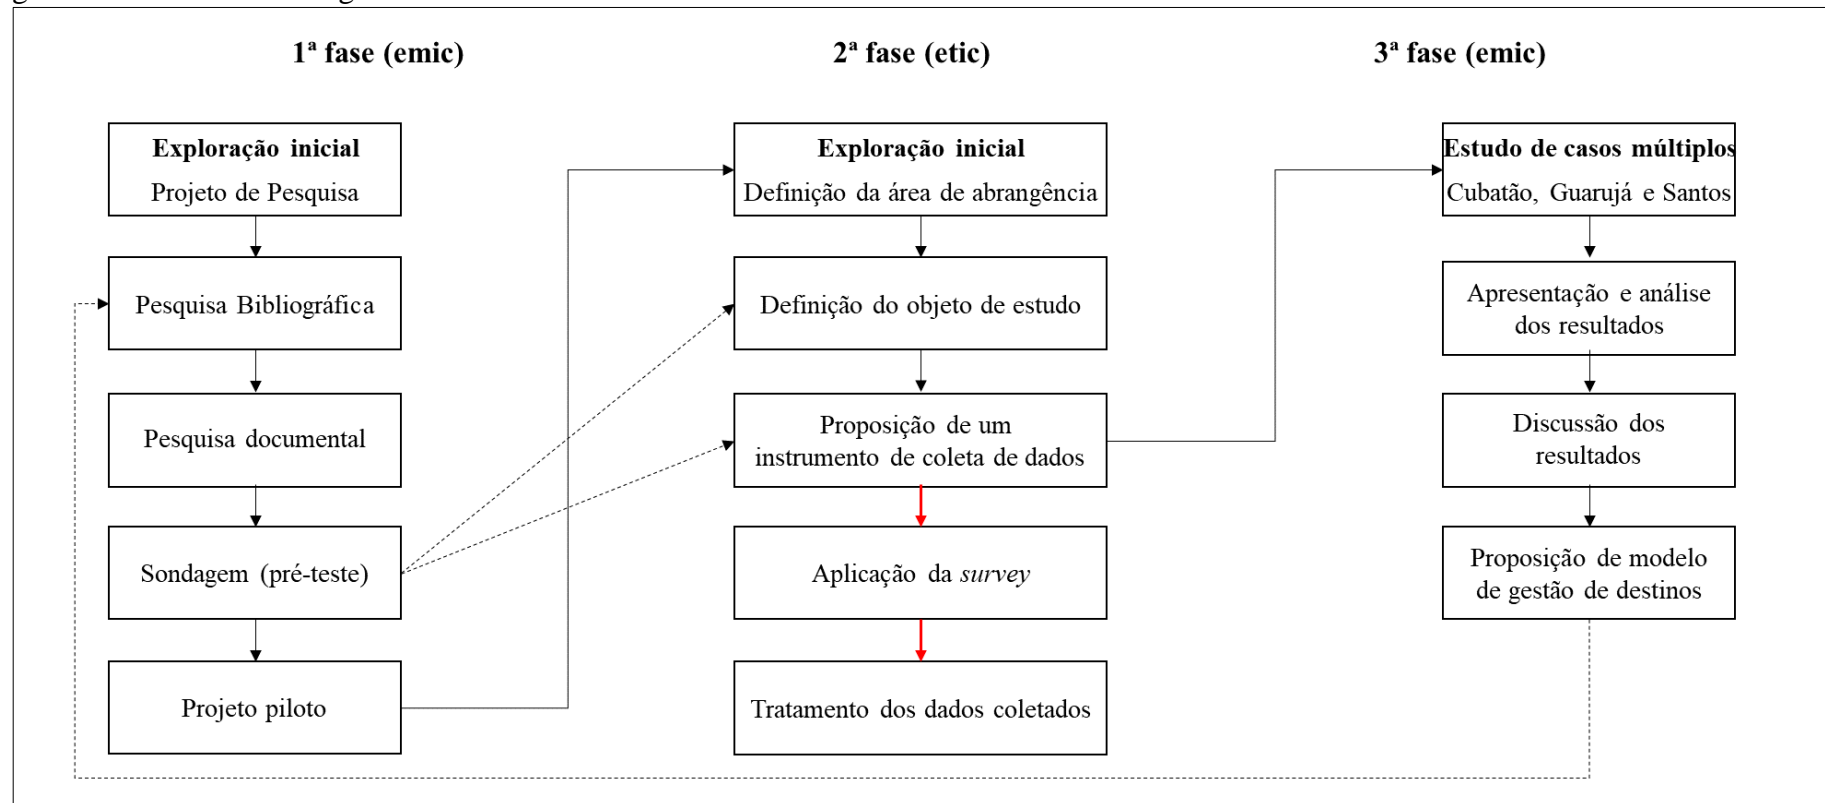 1ª fase (emic)
2ª fase (etic)
3ª fase (emic)
Exploração inicial
Projeto de Pesquisa
Pesquisa Bibliográfica
Pesquisa documental
Sondagem (pré-teste)
Projeto piloto
Exploração inicial
Definição da área de abrangência
Definição do objeto de estudo
Proposição de um
instrumento de coleta de dados
Aplicação da survey
Tratamento dos dados coletados
Estudo de casos múltiplos
Cubatão, Guarujá e Santos
Apresentação e análise
dos resultados
Discussão dos
resultados
Proposição de modelo
de gestão de destinos